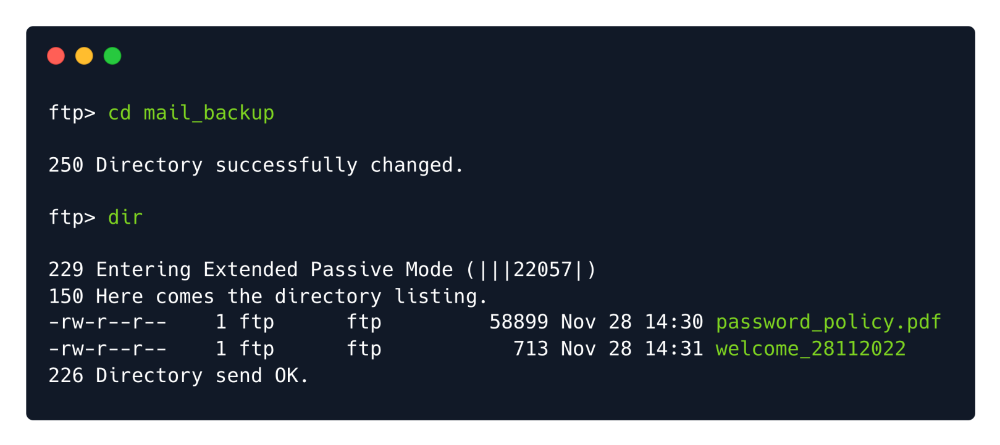 ftp> cd mail_backup
250 Directory successfully changed.
ftp> dir
229 Entering Extended Passive Mode (|||22057|)
150 Here comes the directory listing.
-rw-r--r--    1 ftp      ftp         58899 Nov 28 14:30 password_policy.pdf
-rw-r--r--    1 ftp      ftp           713 Nov 28 14:31 welcome_28112022
226 Directory send OK.